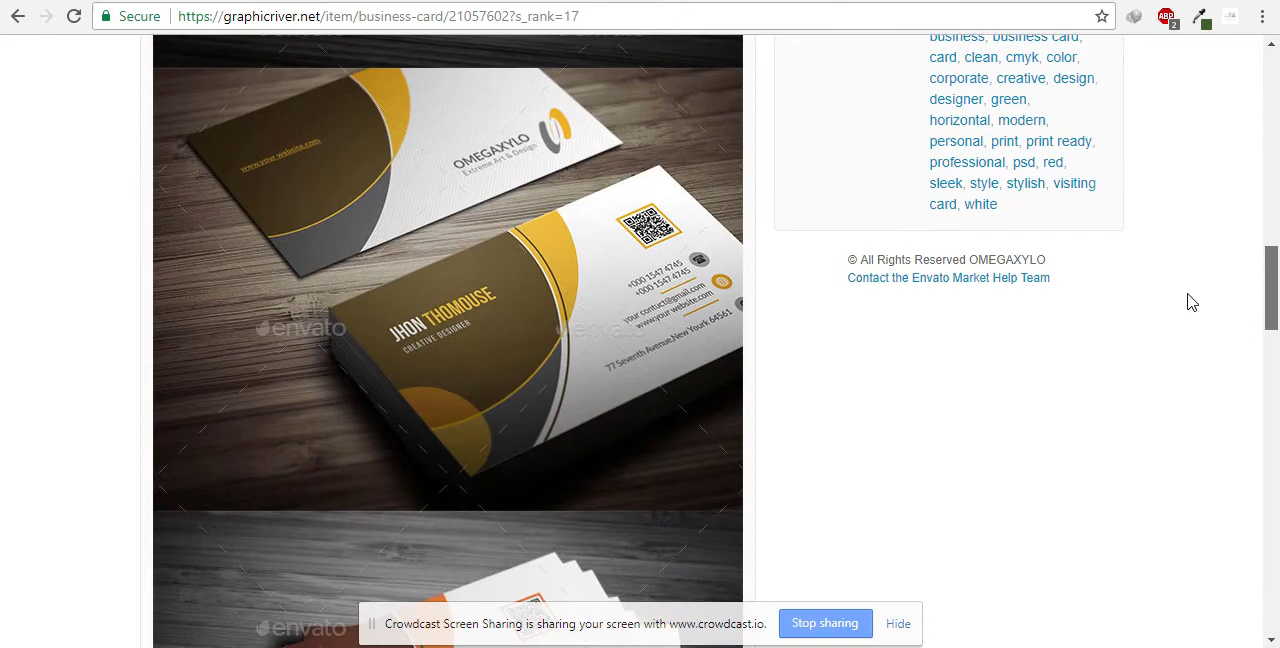 Secure
https://graphicriver.net/item/business-card/21057602?s_rank=17
ABP
2
business, business card,
card, clean, cmyk, color,
corporate, creative, design,
designer, green,
horizontal, modern,
personal, print, print ready,
professional, psd, red,
sleek, style, stylish, visiting
card, white
© All Rights Reserved OMEGAXYLO
Contact the Envato Market Help Team
www.your-website.com
OMEGAXYLO
Extreme Art & Design
JHON THOMOUSE
CREATIVE DESIGNER
+000 1547 4745
+000 1547 4745
your contact@gmail.com
www.your-website.com
77 Seventh Avenue,New Yourk 64561
envato
envato
envato
Crowdcast Screen Sharing is sharing your screen with www.crowdcast.io.
Stop sharing
Hide